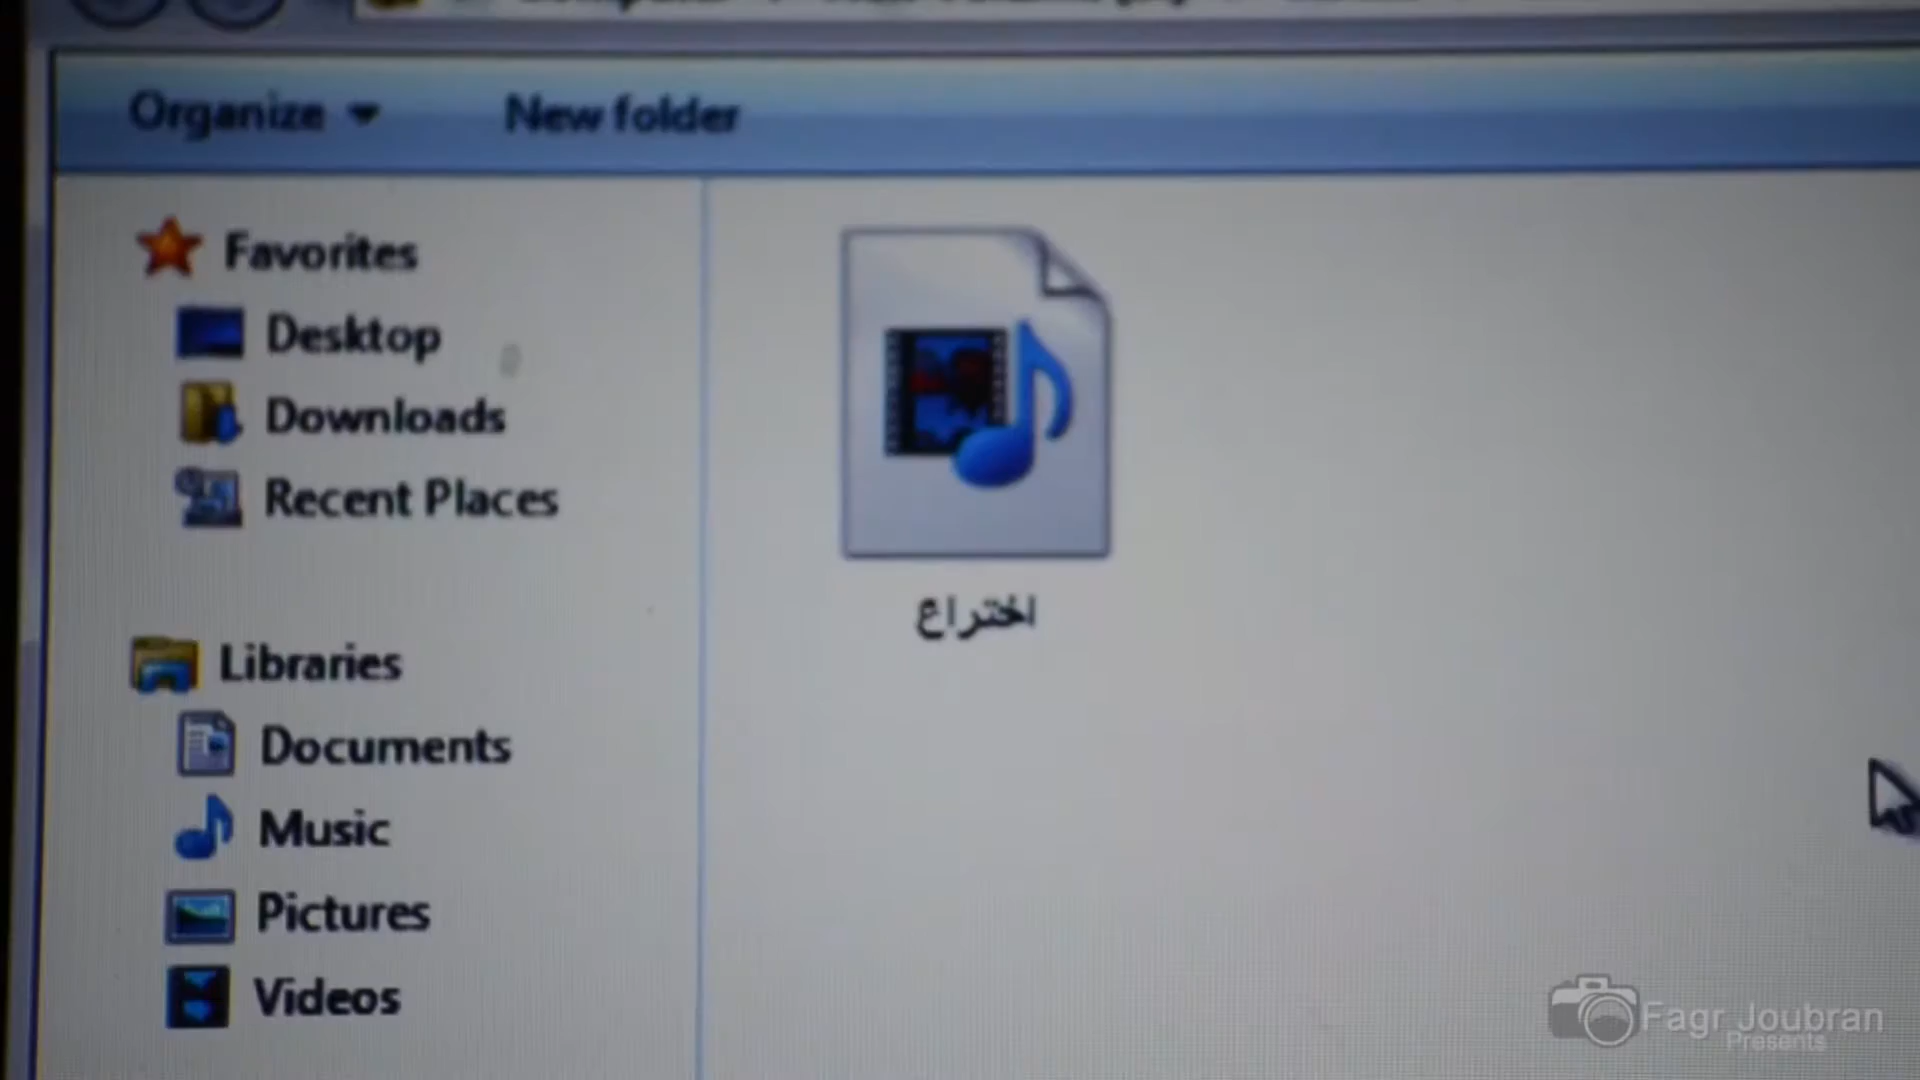 Organize
New folder
Favorites
Desktop
Downloads
Recent Places
Libraries
Documents
Music
Pictures
Videos
اختراع
Fagr Joubran
Presents